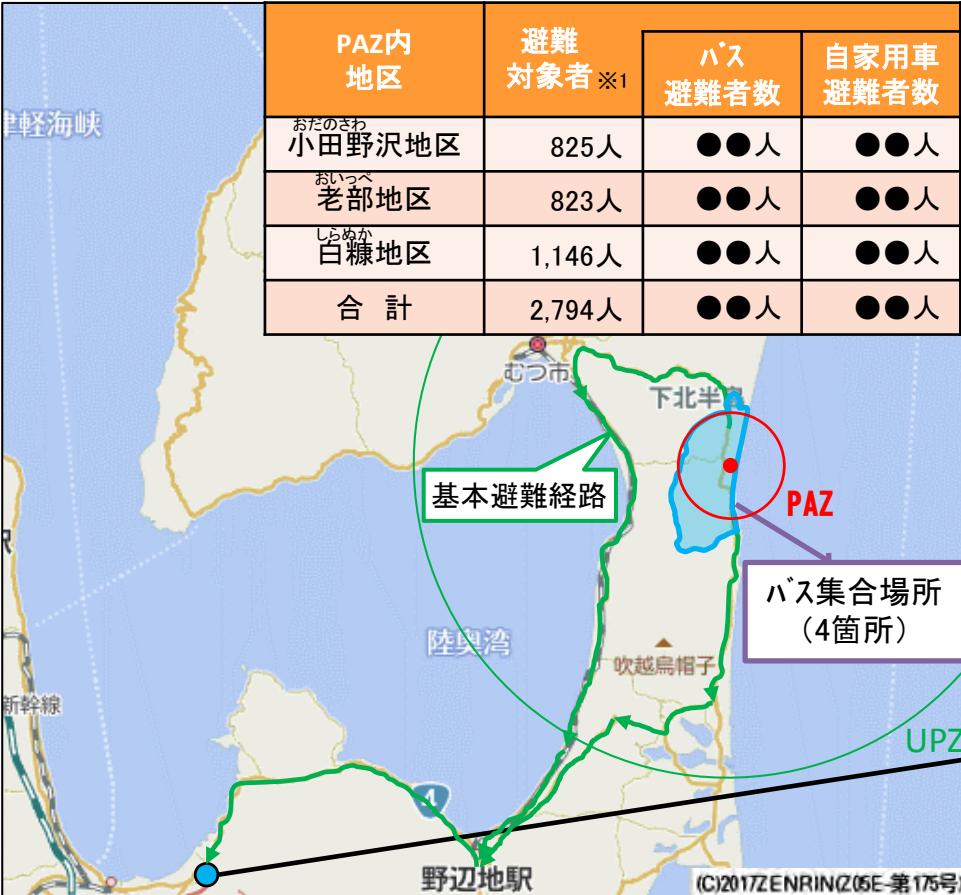 PAZ内
地区
避難
対象者※1
バス
避難者数
自家用車
避難者数
おだのさわ
小田野沢地区
825人
●●人
●●人
おいっぺ
老部地区
823人
●●人
●●人
しらぬか
白糠地区
1,146人
●●人
●●人
合 計
2,794人
●●人
●●人
津軽海峡
むつ市
下北半島
基本避難経路
PAZ
バス集合場所
(4箇所)
陸奥湾
吹越烏帽子
新幹線
UPZ
4
野辺地駅
(C)2017ZENRIN(Z05E-第175号)